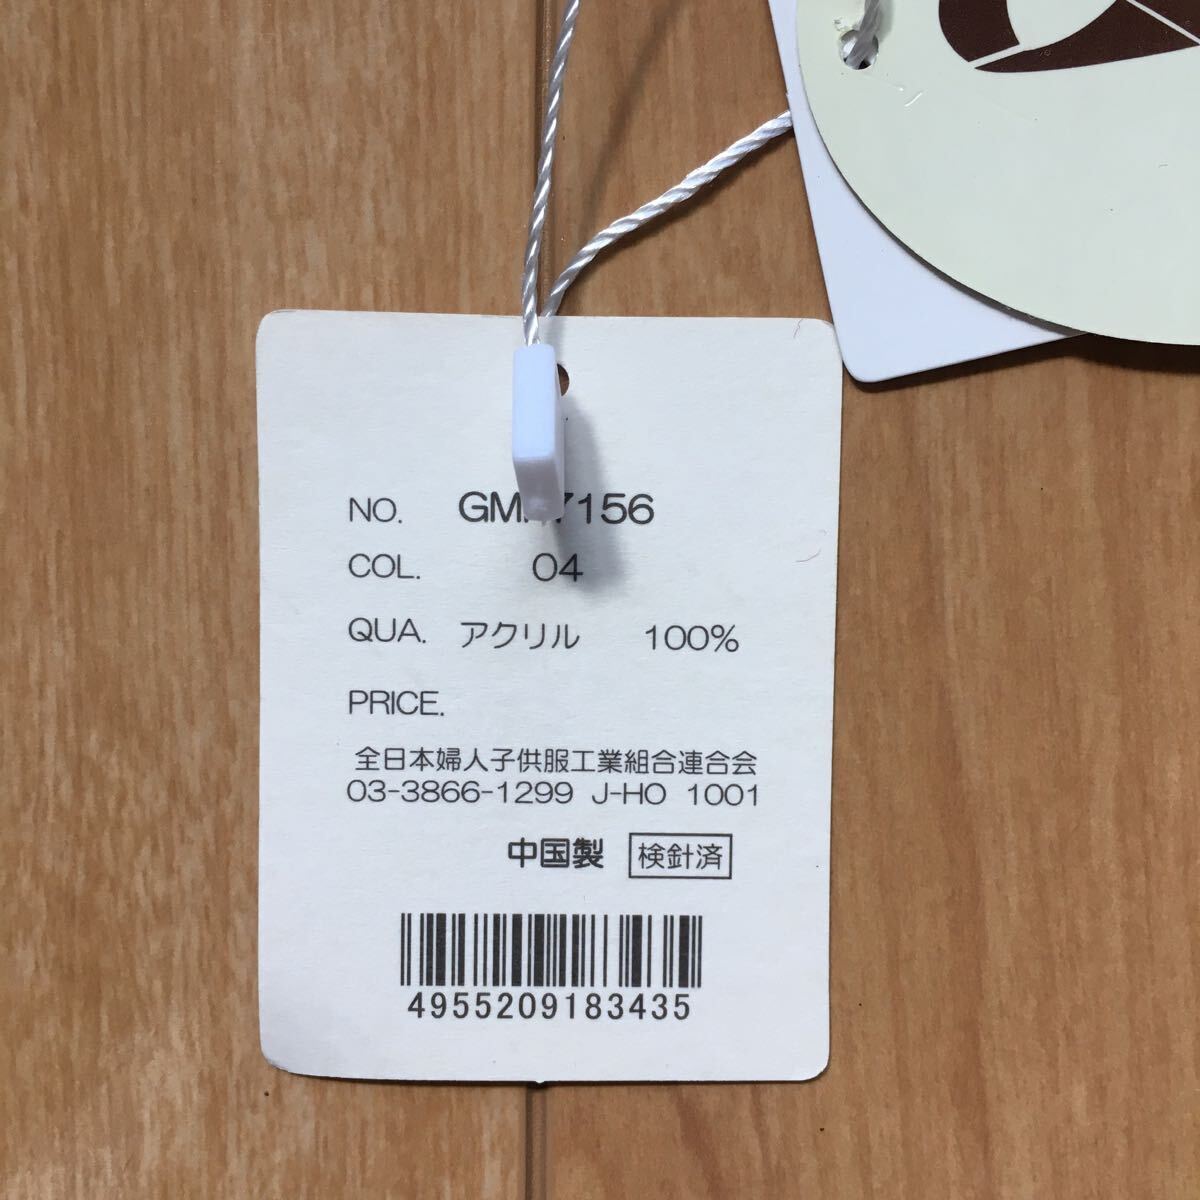 NO.
COL. 04
QUA. アクリル 100%
PRICE.
全日本婦人子供服工業組合連合会
03-3866-1299 J-HO 1001
中国製 検針済
4955209183435